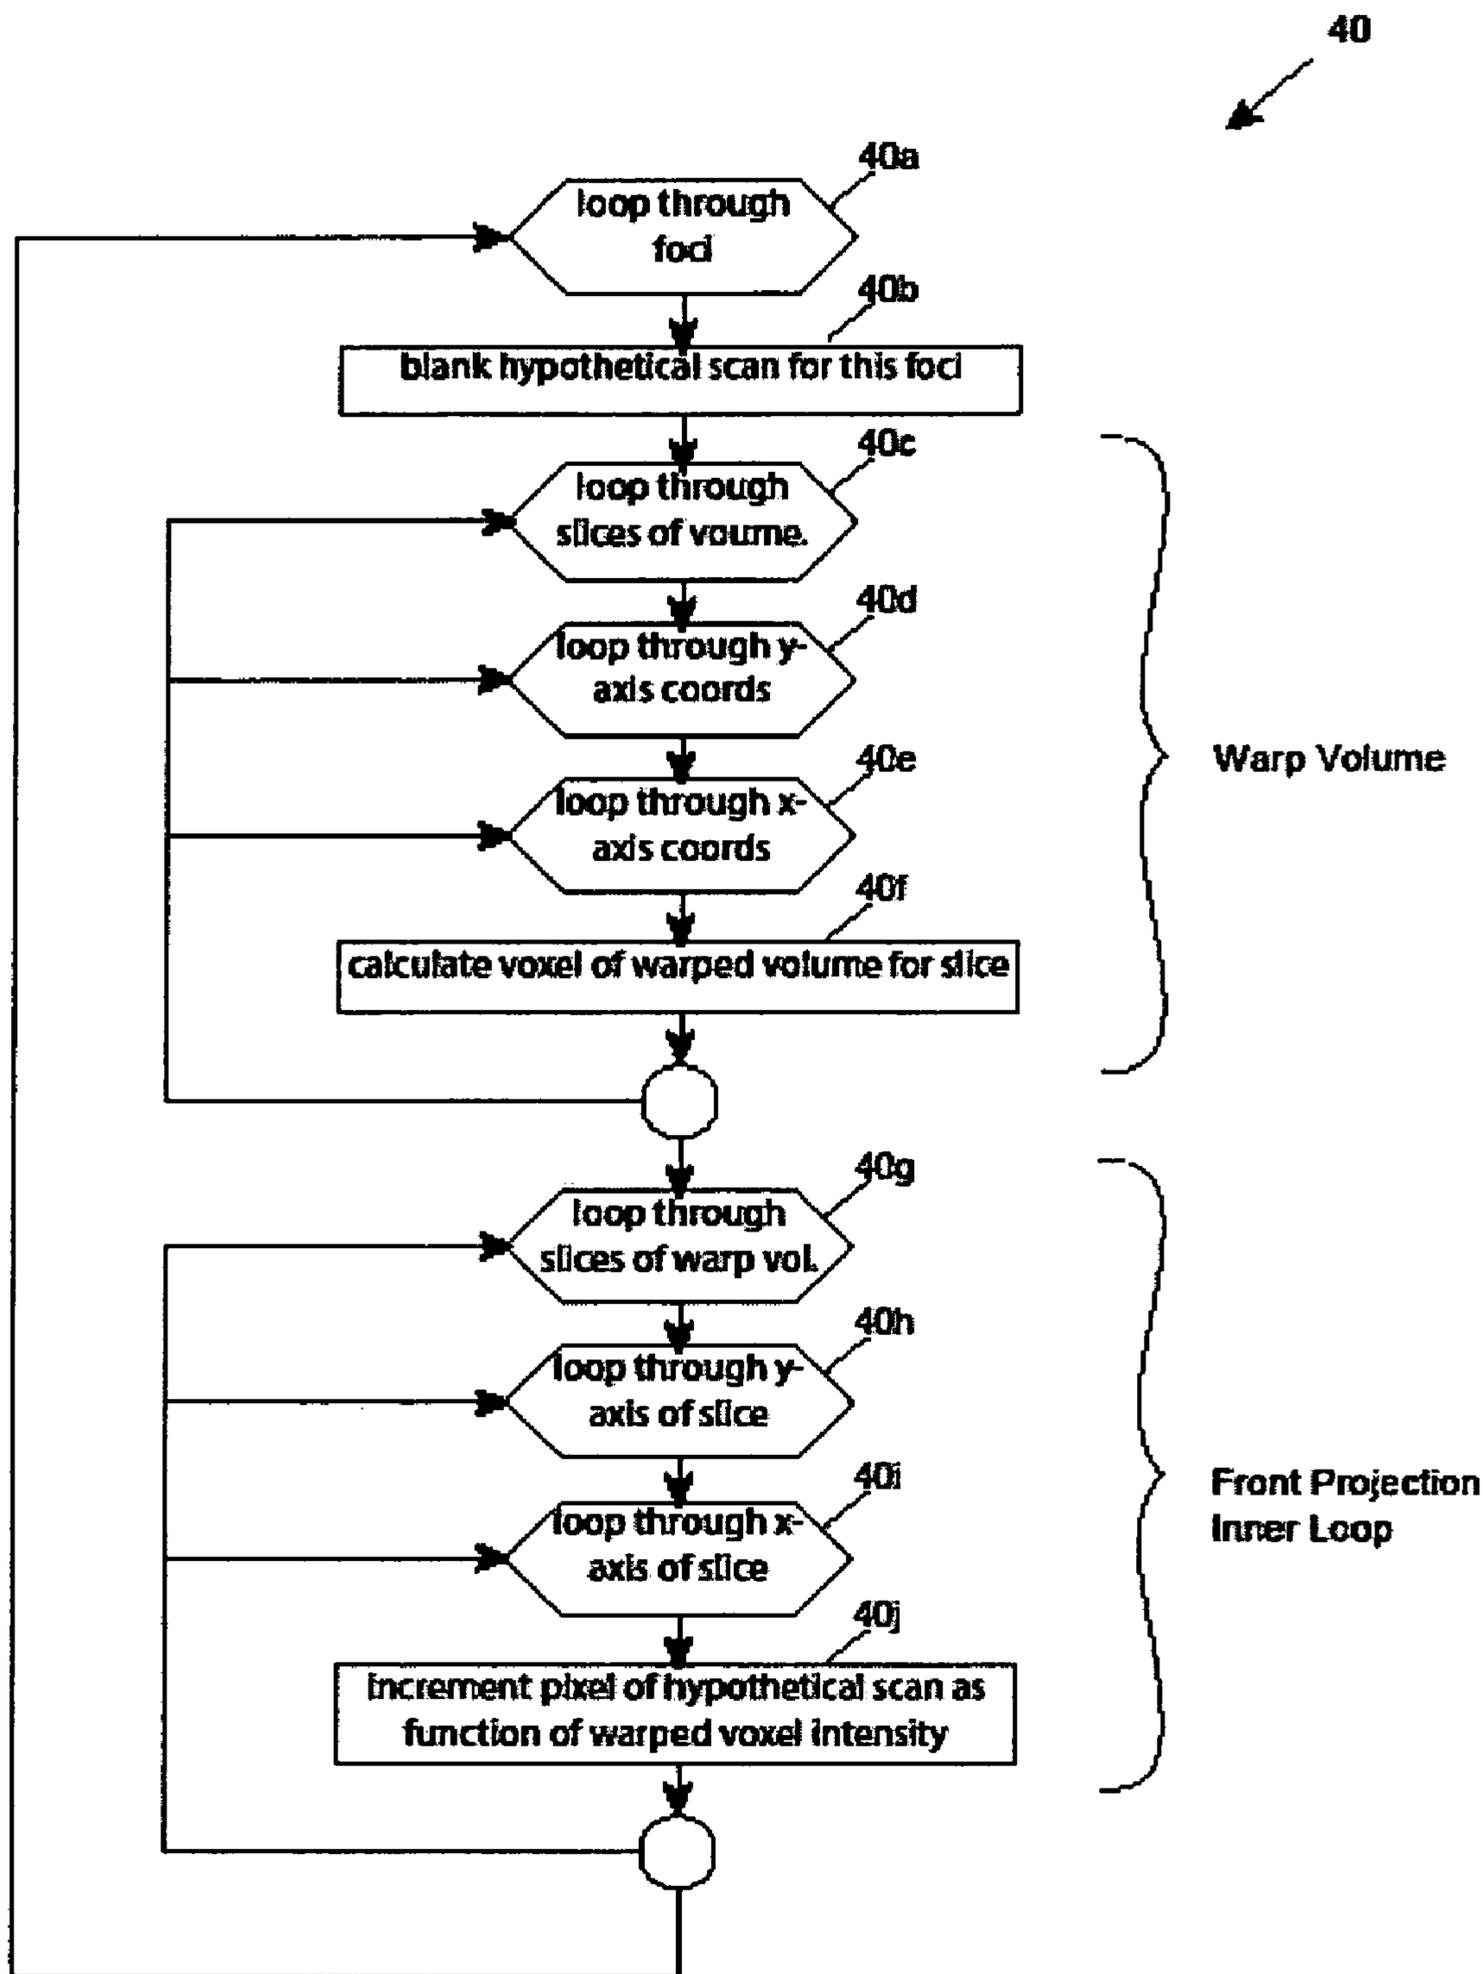 40
40a
loop through
foci
40b
blank hypothetical scan for this foci
40c
loop through
slices of voume.
40d
loop through y-
axis coords
40e
loop through x-
axis coords
Warp Volume
40f
calculate voxel of warped volume for slice
40g
loop through
slices of warp vol.
40h
loop through y-
axis of slice
40i
loop through x-
axis of slice
Front Projection
Inner Loop
40j
increment pixel of hypothetical scan as
function of warped voxel intensity